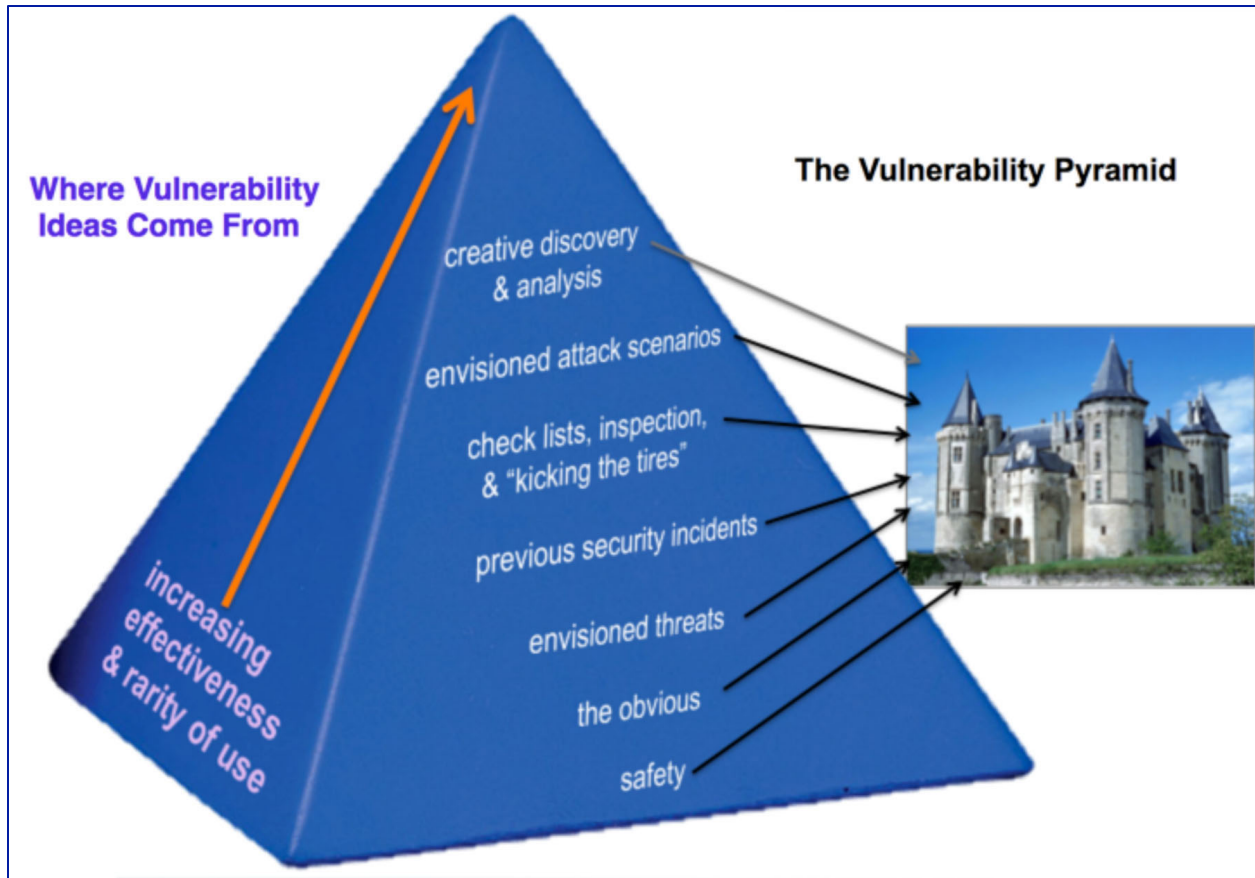 Where Vulnerability
Ideas Come From
The Vulnerability Pyramid
creative discovery
& analysis
envisioned attack scenarios
check lists, inspection,
& “kicking the tires”
previous security incidents
envisioned threats
the obvious
safety
increasing
effectiveness
& rarity of use